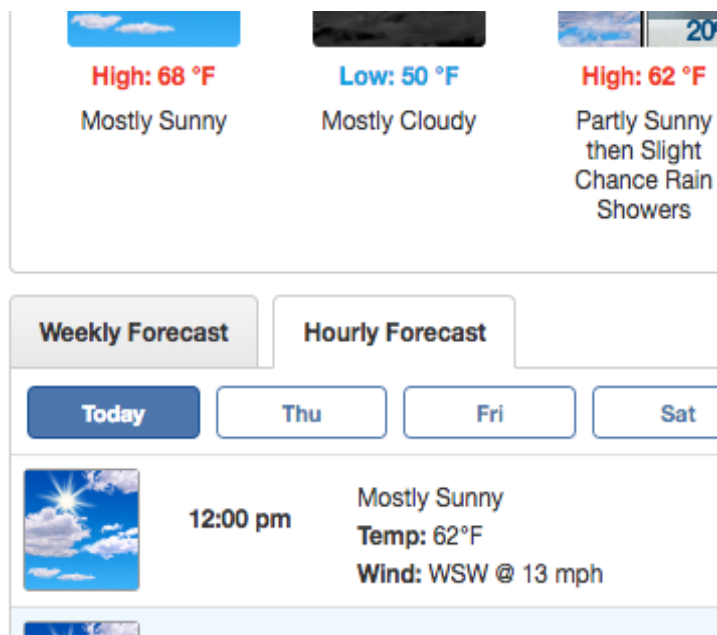 20
High: 68 °F
Low: 50 °F
High: 62 °F
Mostly Sunny
Mostly Cloudy
Partly Sunny
then Slight
Chance Rain
Showers
Weekly Forecast
Hourly Forecast
Today
Thu
Fri
Sat
12:00 pm
Mostly Sunny
Temp: 62°F
Wind: WSW @ 13 mph